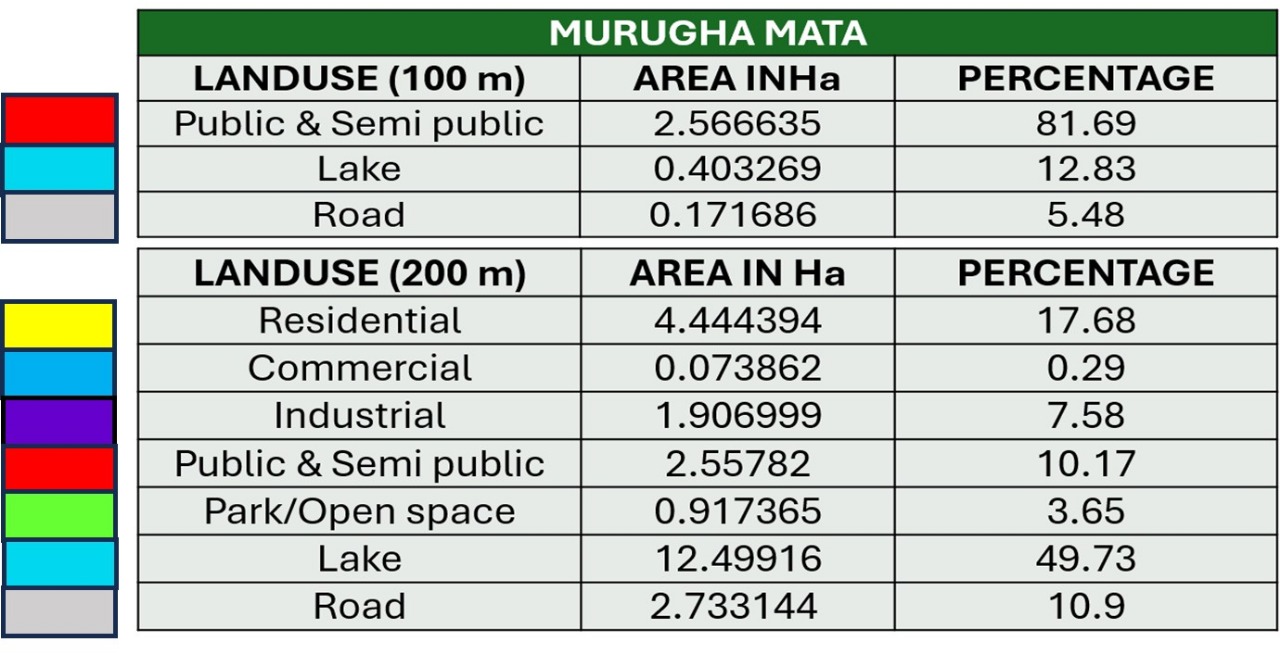 MURUGHA MATA
LANDUSE (100 m) AREA INHa PERCENTAGE
Public & Semi public 2.566635 81.69
Lake 0.403269 12.83
Road 0.171686 5.48
LANDUSE (200 m) AREA IN Ha PERCENTAGE
Residential 4.444394 17.68
Commercial 0.073862 0.29
Industrial 1.906999 7.58
Public & Semi public 2.55782 10.17
Park/Open space 0.917365 3.65
Lake 12.49916 49.73
Road 2.733144 10.9